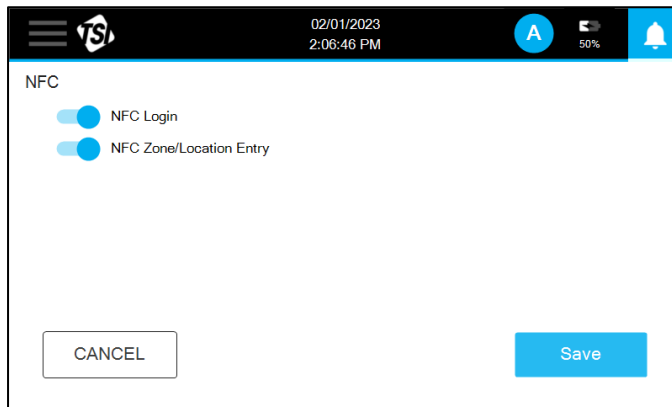 TSI
02/01/2023
2:06:46 PM
A
50%
NFC
NFC Login
NFC Zone/Location Entry
CANCEL
Save